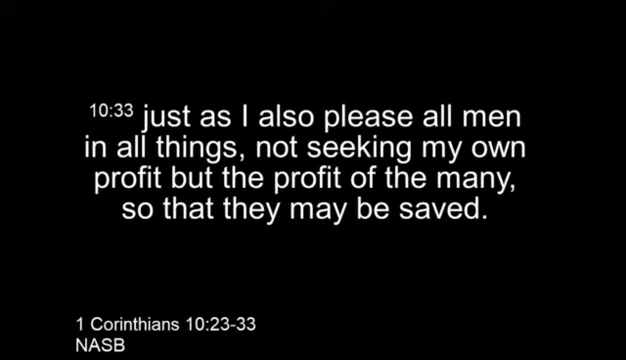 10:33 just as I also please all men
in all things, not seeking my own
profit but the profit of the many,
so that they may be saved.
1 Corinthians 10:23-33
NASB